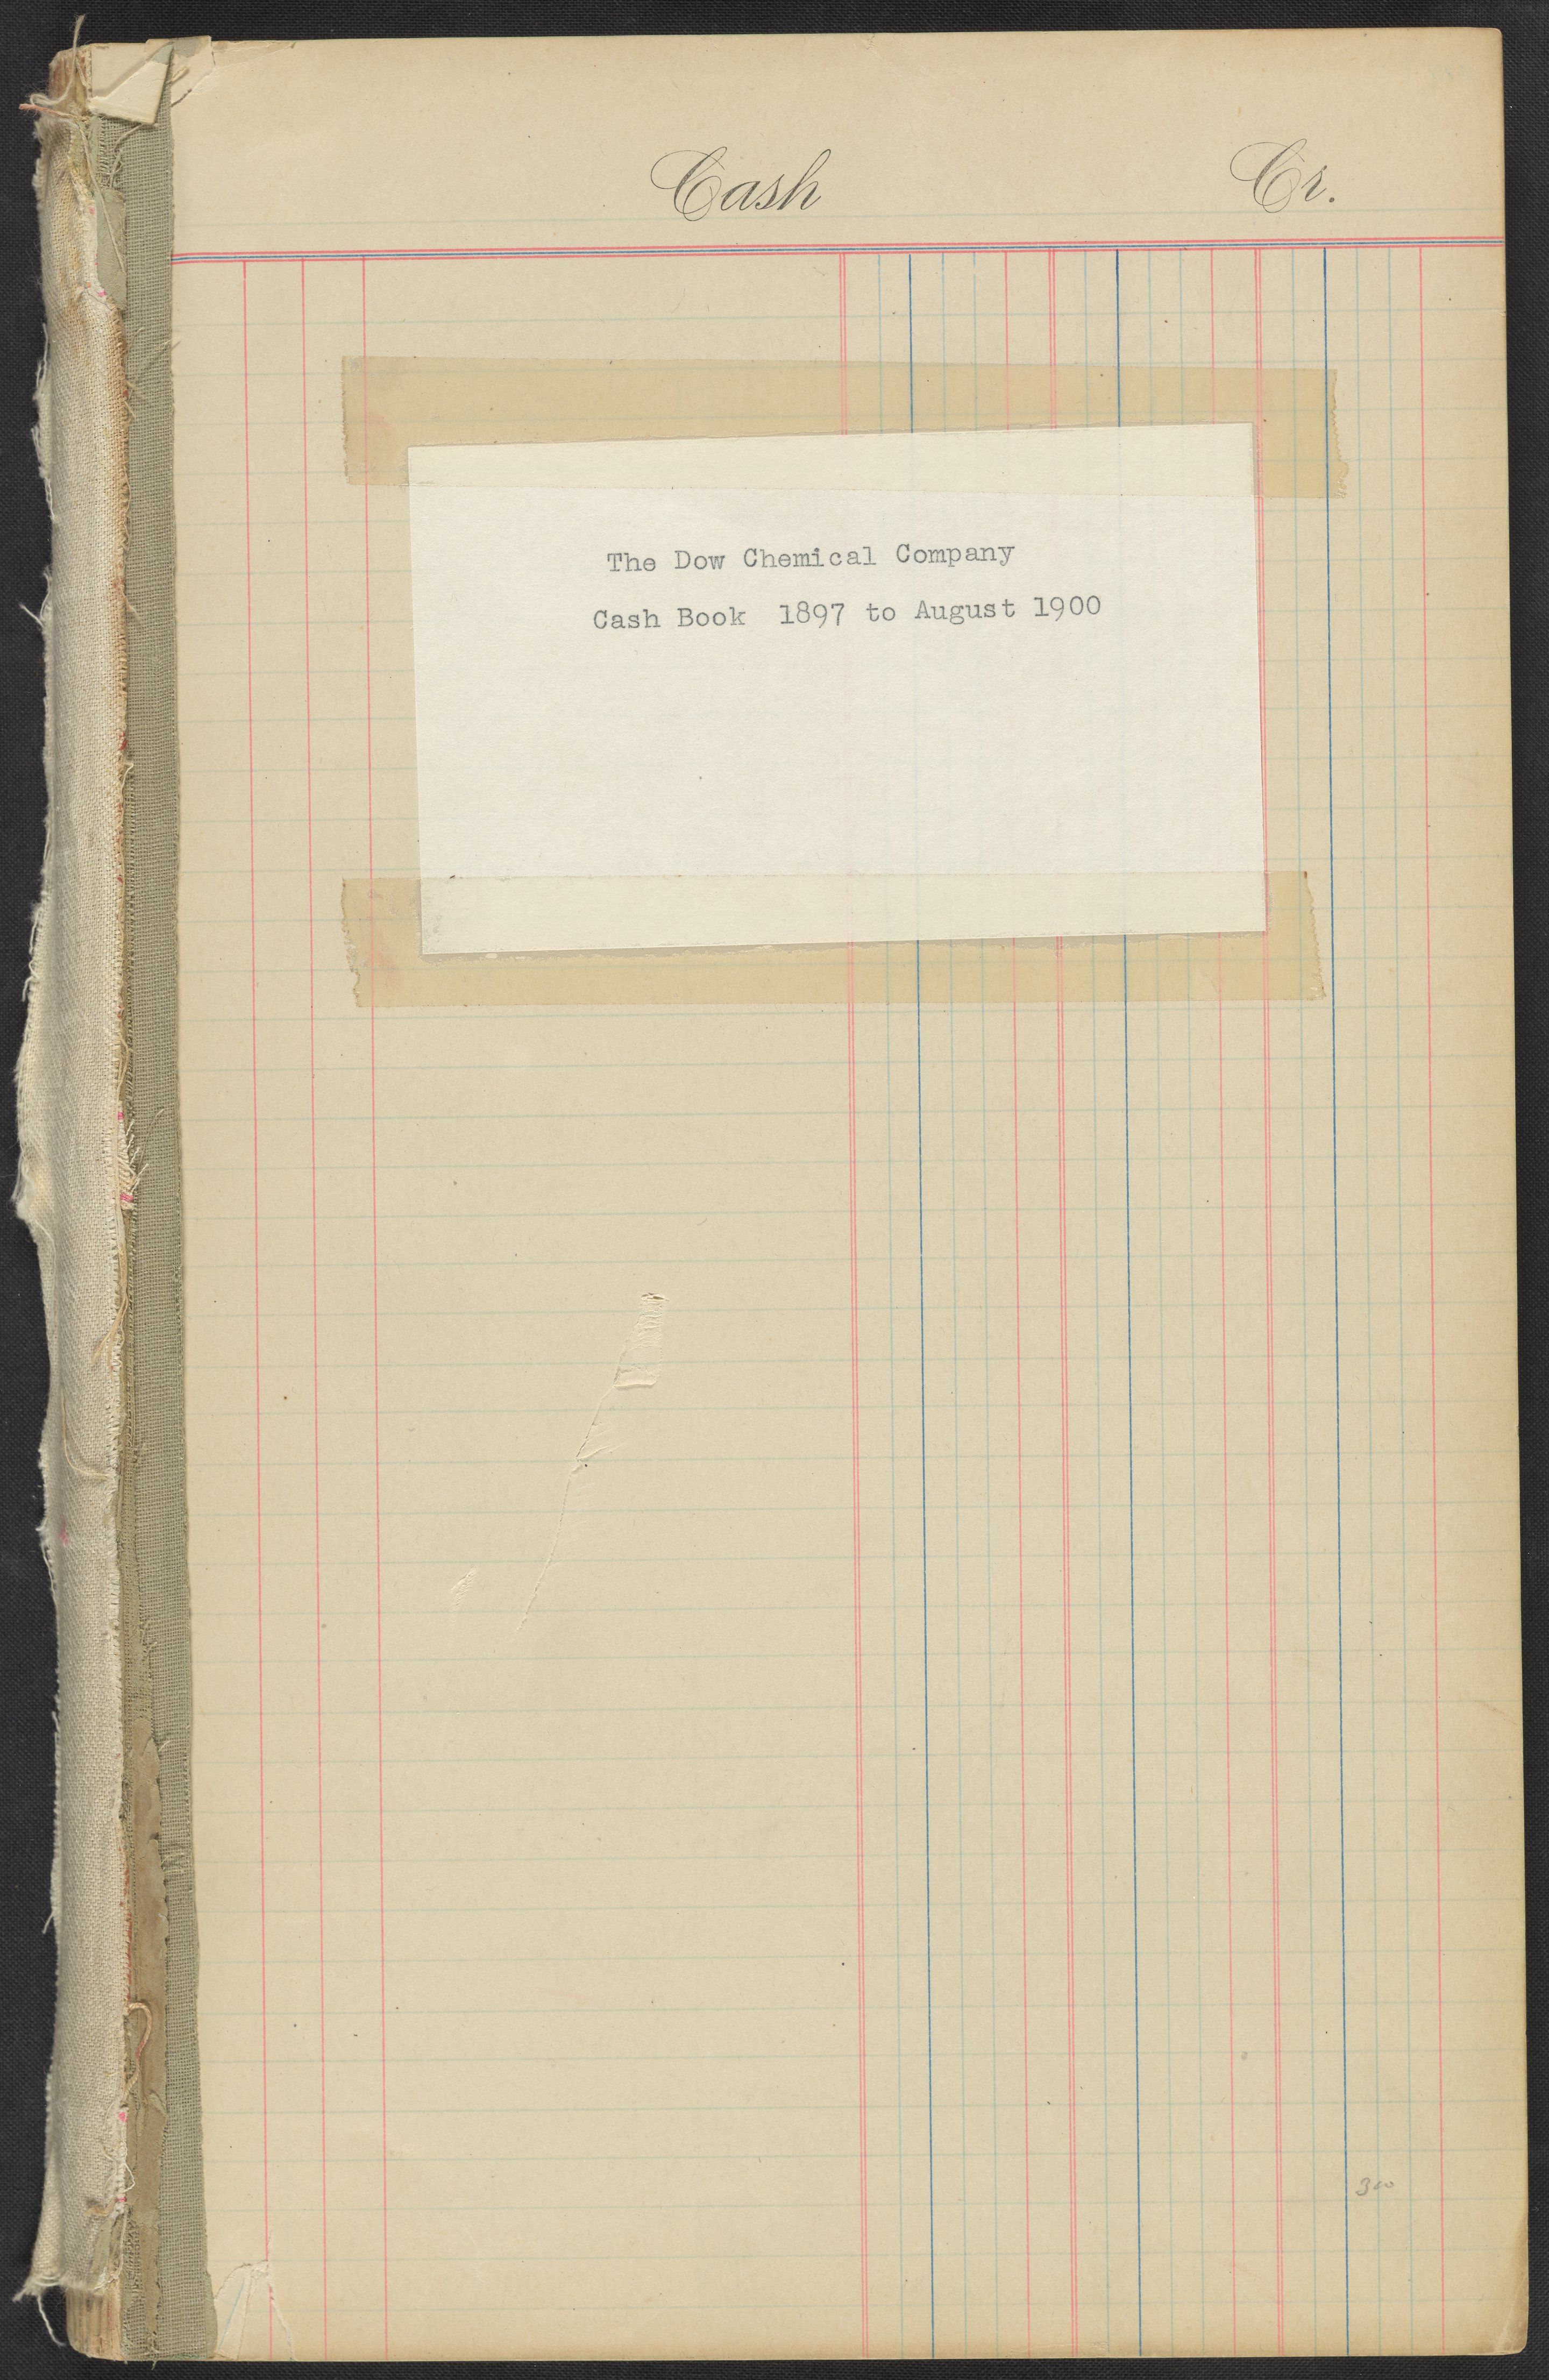 Cash Cr.
The Dow Chemical Company
Cash Book 1897 to August 1900
300